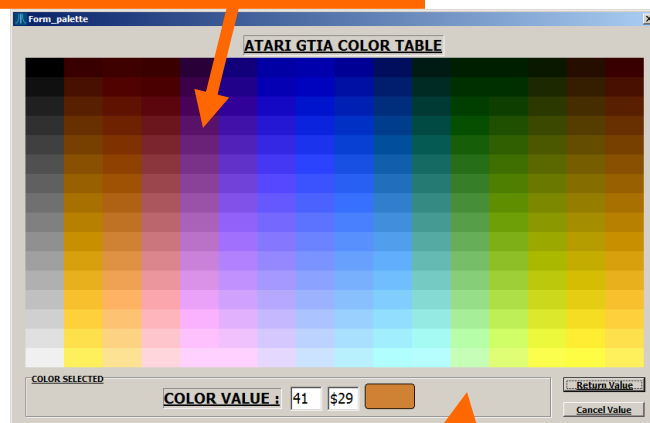 Form_palette
ATARI GTIA COLOR TABLE
COLOR SELECTED
COLOR VALUE : 41 $29
Return Value
Cancel Value